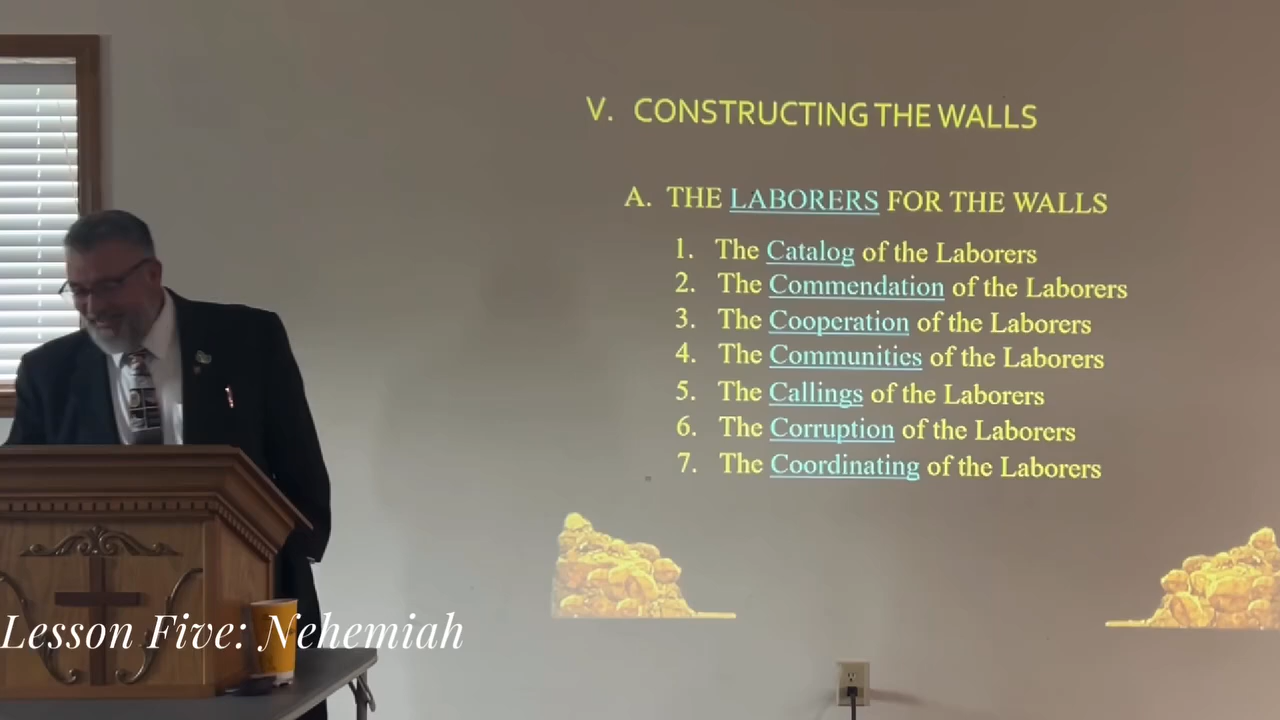 V. CONSTRUCTING THE WALLS
A. THE LABORERS FOR THE WALLS
1. The Catalog of the Laborers
2. The Commendation of the Laborers
3. The Cooperation of the Laborers
4. The Communities of the Laborers
5. The Callings of the Laborers
6. The Corruption of the Laborers
7. The Coordinating of the Laborers
Lesson Five: Nehemiah